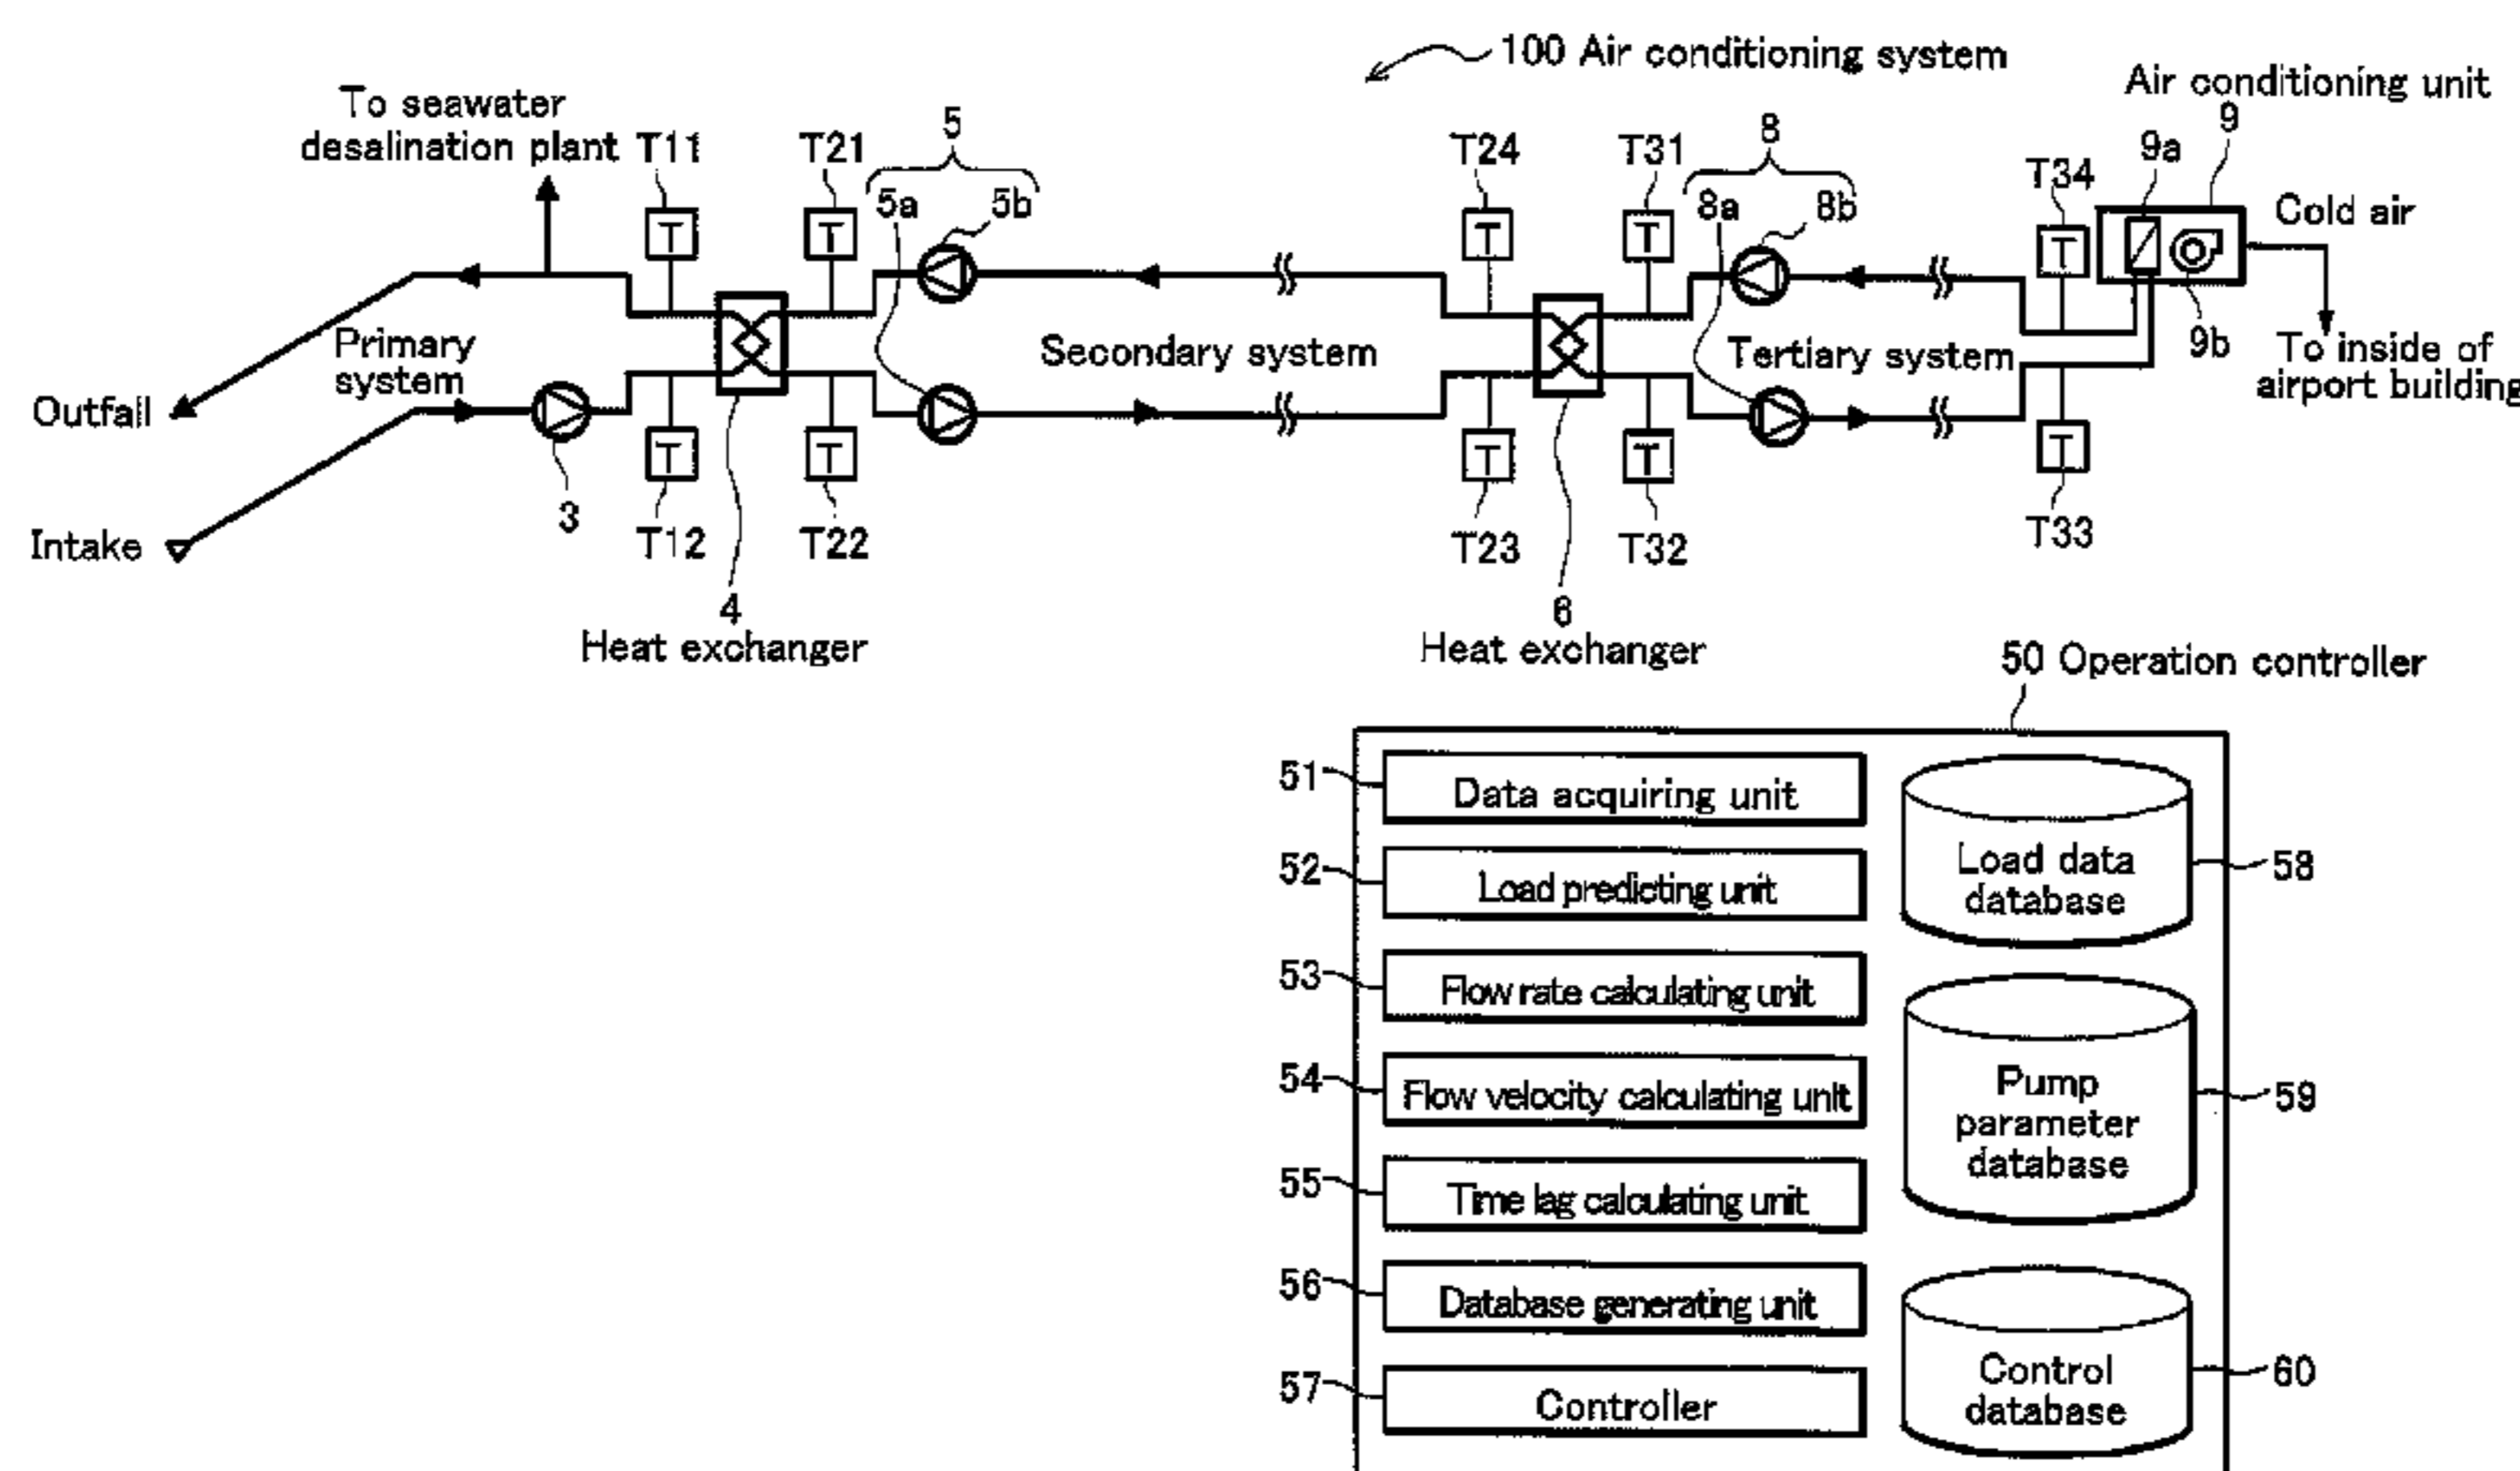 100 Air conditioning system
To seawater
desalination plant
Air conditioning unit
T11
T21
5
5a
5b
T24
T31
8
8a
8b
T34
9
9a
Cold air
T
T
T
T
T
Primary
system
Secondary system
Tertiary system
9b
To inside of
airport building
Outfall
Intake
3
T
T
T
T
T
T12
T22
T23
T32
T33
4
Heat exchanger
6
Heat exchanger
50 Operation controller
51
Data acquiring unit
52
Load predicting unit
53
Flow rate calculating unit
54
Flow velocity calculating unit
55
Time lag calculating unit
56
Database generating unit
57
Controller
Load data
database
58
Pump
parameter
database
59
Control
database
60